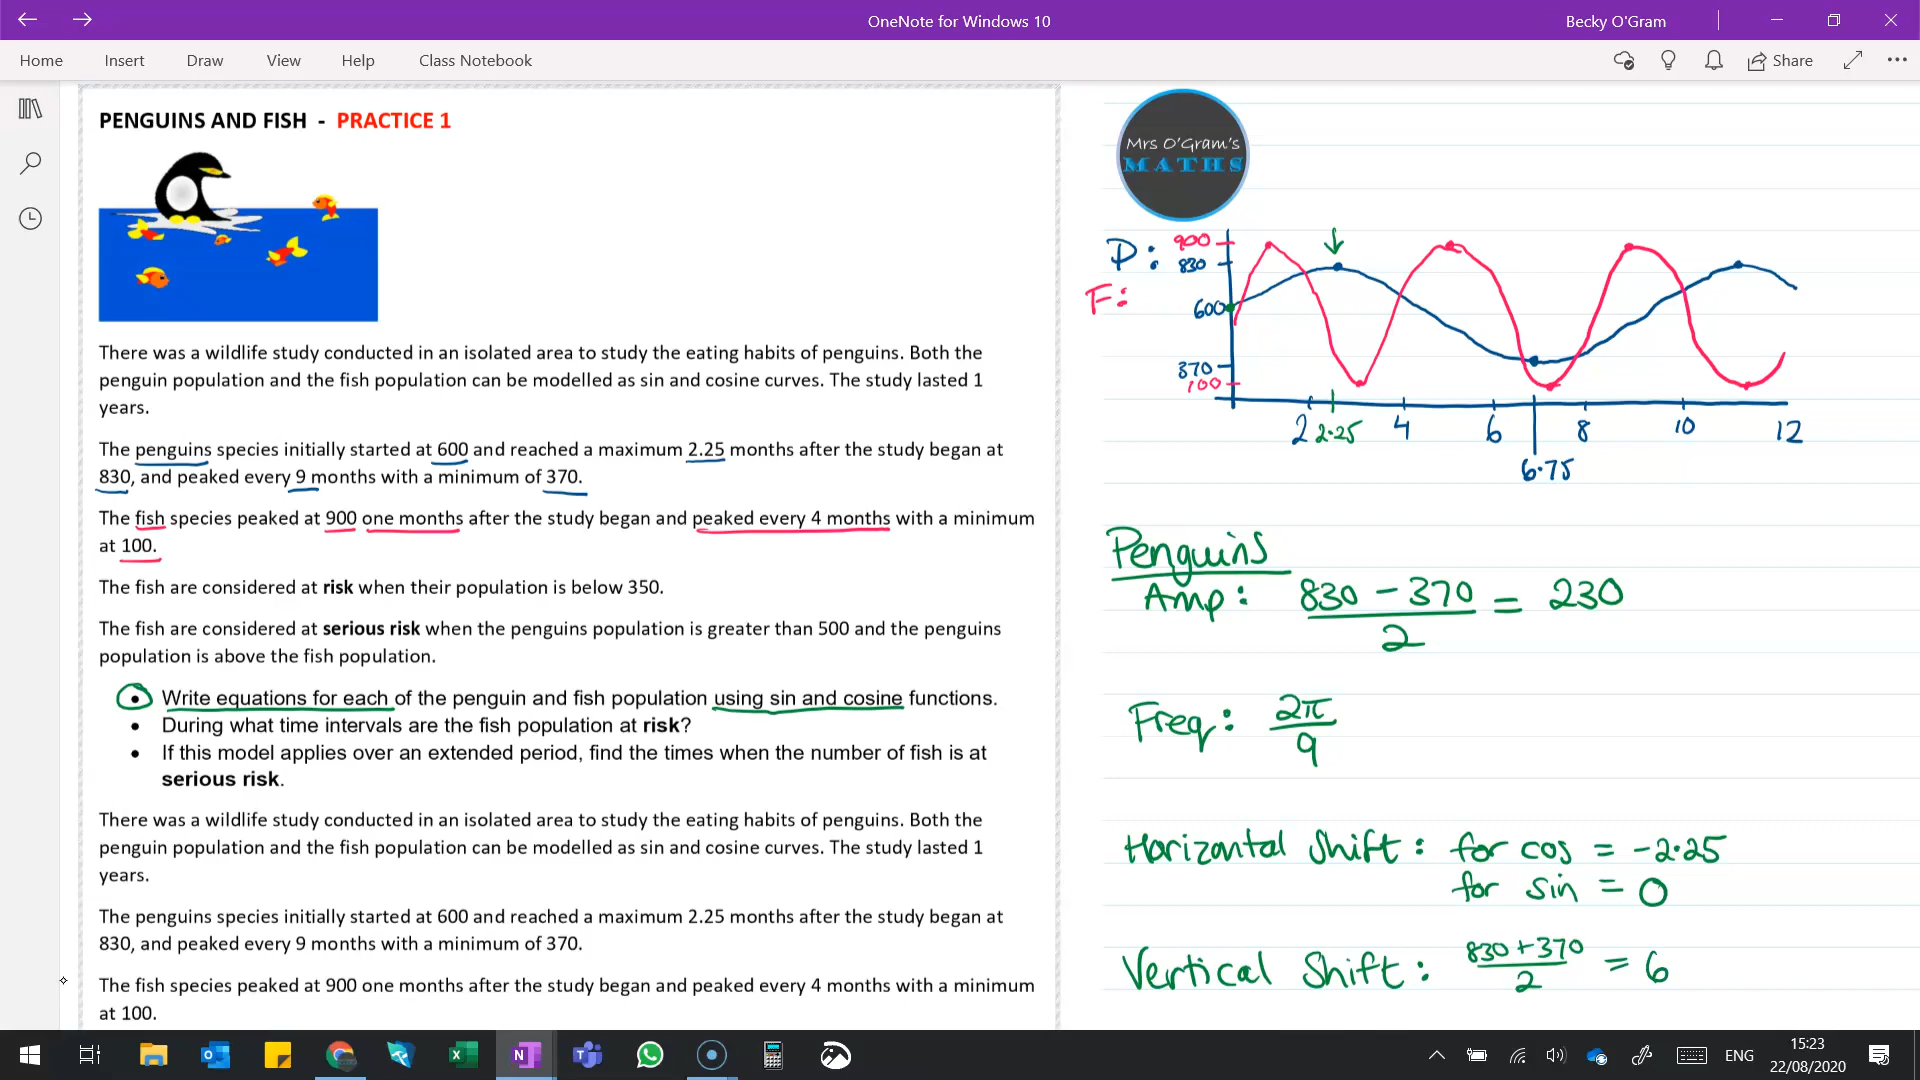 OneNote for Windows 10
Becky O'Gram
Home Insert Draw View Help Class Notebook
Share
PENGUINS AND FISH - PRACTICE 1
There was a wildlife study conducted in an isolated area to study the eating habits of penguins. Both the
penguin population and the fish population can be modelled as sin and cosine curves. The study lasted 1
years.
The penguins species initially started at 600 and reached a maximum 2.25 months after the study began at
830, and peaked every 9 months with a minimum of 370.
The fish species peaked at 900 one months after the study began and peaked every 4 months with a minimum
at 100.
The fish are considered at risk when their population is below 350.
The fish are considered at serious risk when the penguins population is greater than 500 and the penguins
population is above the fish population.
• Write equations for each of the penguin and fish population using sin and cosine functions.
• During what time intervals are the fish population at risk?
• If this model applies over an extended period, find the times when the number of fish is at
serious risk.
There was a wildlife study conducted in an isolated area to study the eating habits of penguins. Both the
penguin population and the fish population can be modelled as sin and cosine curves. The study lasted 1
years.
The penguins species initially started at 600 and reached a maximum 2.25 months after the study began at
830, and peaked every 9 months with a minimum of 370.
The fish species peaked at 900 one months after the study began and peaked every 4 months with a minimum
at 100.
Mrs O'Gram's
MATHS
P:
F:
900
830
600
370
100
2 2.25 4 6 8 10 12
6.75
Penguins
Amp: 830 - 370 = 230
2
Freq: 2π
9
Horizontal Shift: for cos = -2.25
for sin = 0
Vertical Shift: 830+370 = 6
2
ENG
15:23
22/08/2020